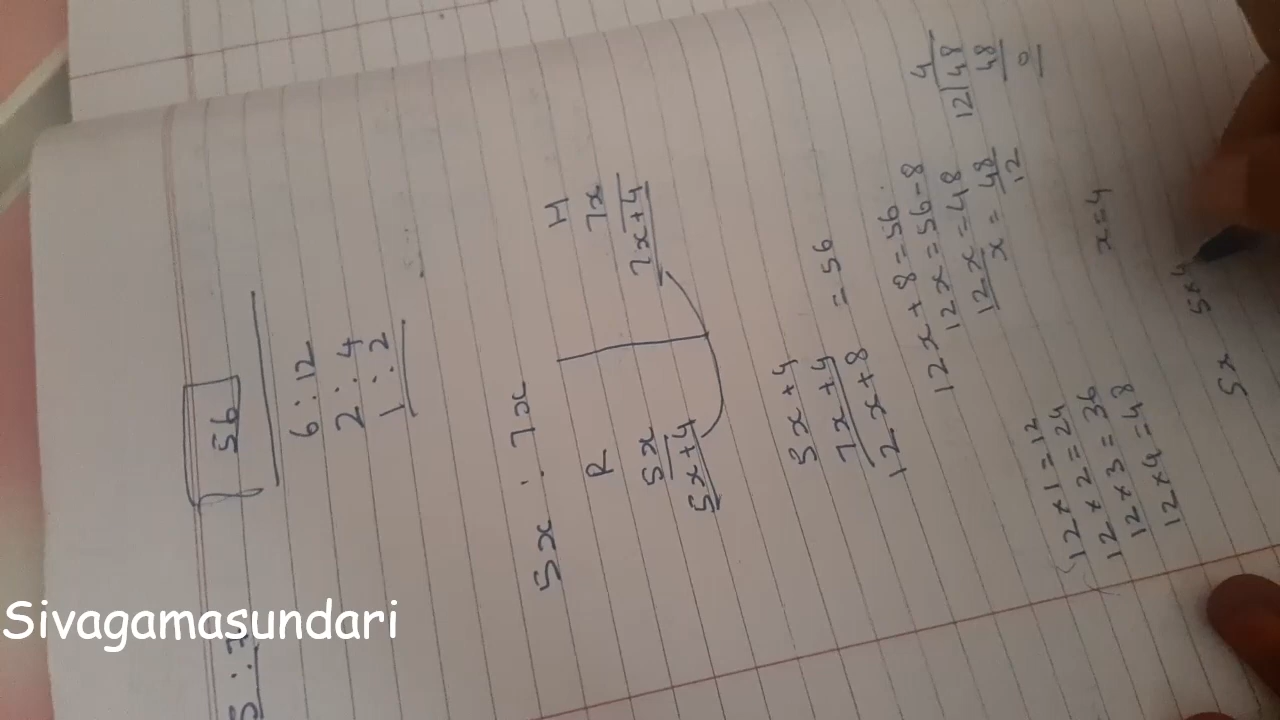 5 : 7
56
6 : 12
2 : 4
1 : 2
5x : 7x
R H
5x 7x
5x+4 7x+4
5x + 4
7x + 4 = 56
12x + 8
12x + 8 = 56
12x = 56-8
12x = 48
x = 48
12 12
4
12 48
48
0
12 x 1 = 12
12 x 2 = 24
12 x 3 = 36
12 x 4 = 48
x = 4
5x 5x4
Sivagamasundari